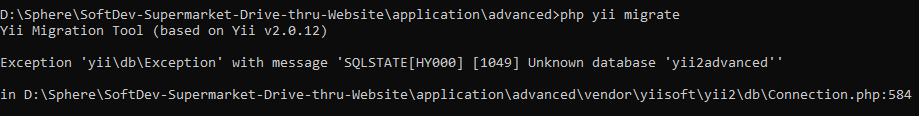 D:\Sphere\SoftDev-Supermarket-Drive-thru-Website\application\advanced>php yii migrate
Yii Migration Tool (based on Yii v2.0.12)
Exception 'yii\db\Exception' with message 'SQLSTATE[HY000] [1049] Unknown database 'yii2advanced''
in D:\Sphere\SoftDev-Supermarket-Drive-thru-Website\application\advanced\vendor\yiisoft\yii2\db\Connection.php:584